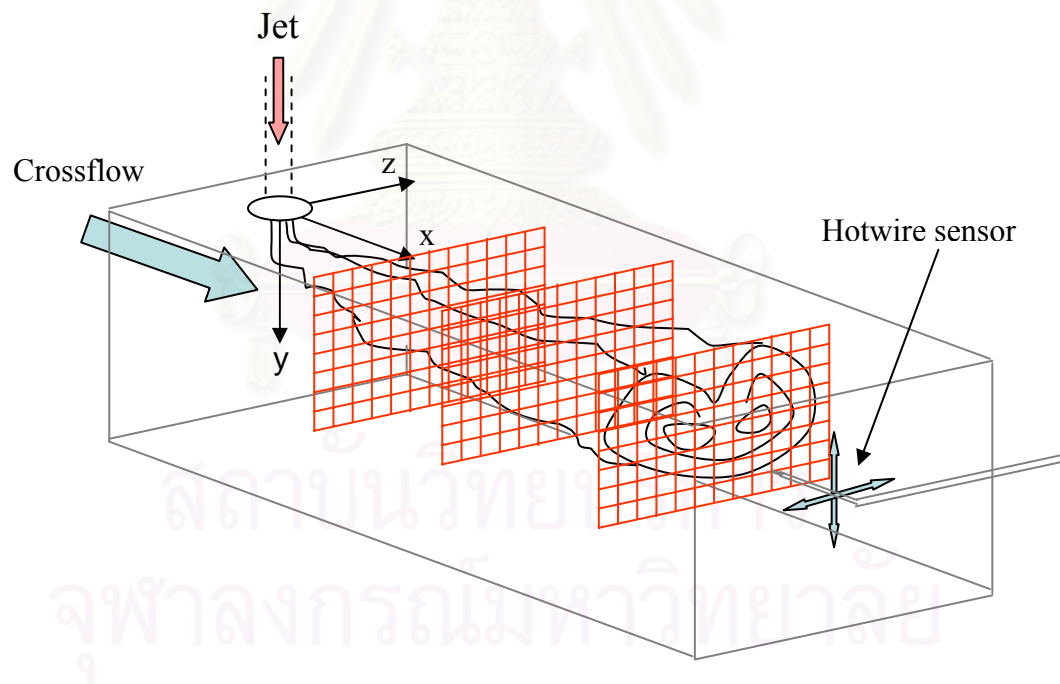 Jet
Crossflow
z
x
Hotwire sensor
y
สถาบันวิทยบริการ
จุฬาลงกรณ์มหาวิทยาลัย